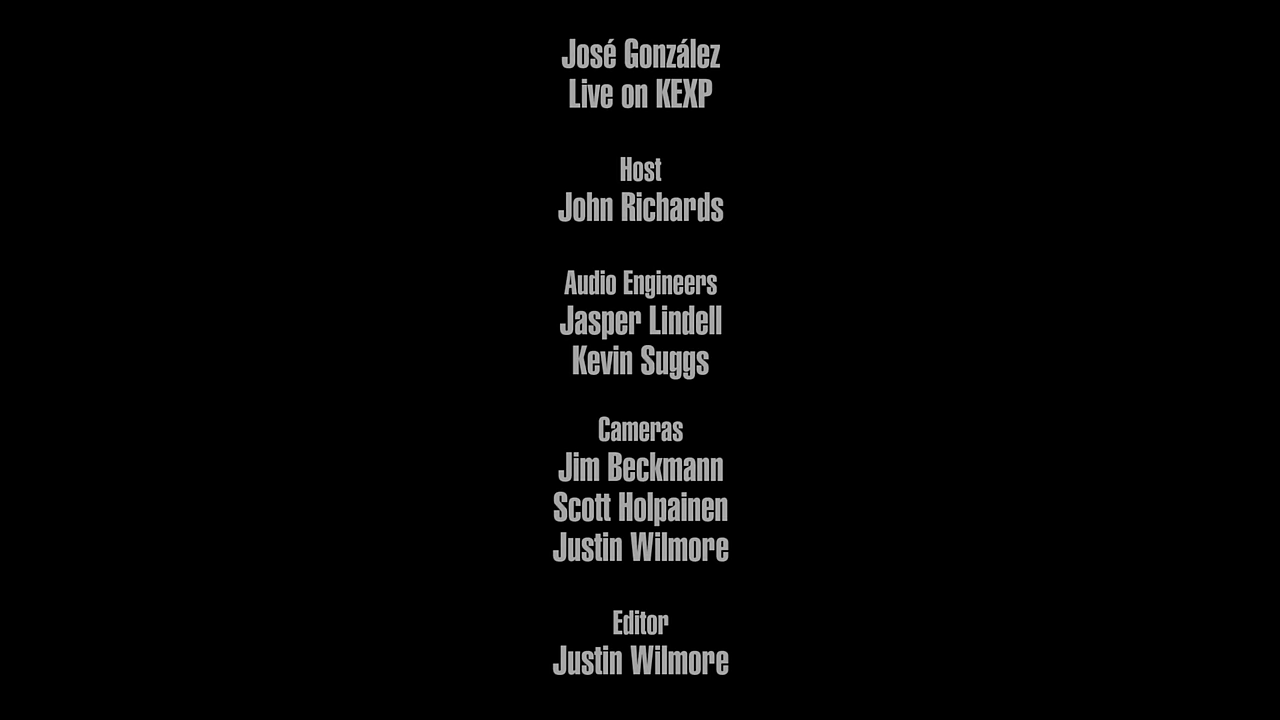 José González
Live on KEXP
Host
John Richards
Audio Engineers
Jasper Lindell
Kevin Suggs
Cameras
Jim Beckmann
Scott Holpainen
Justin Wilmore
Editor
Justin Wilmore